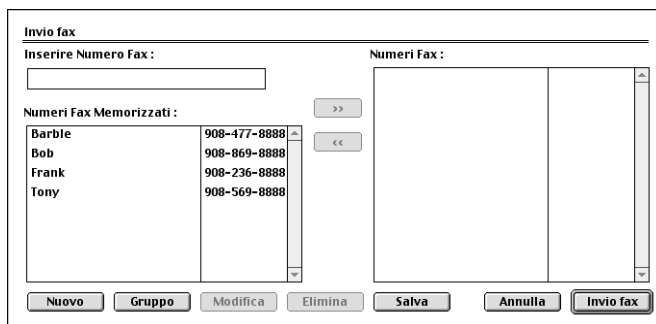 Invio fax
Inserire Numero Fax :
Numeri Fax :
>>
Numeri Fax Memorizzati :
<<
Barble 908-477-8888
Bob 908-869-8888
Frank 908-236-8888
Tony 908-569-8888
Nuovo Gruppo Modifica Elimina Salva Annulla Invio fax